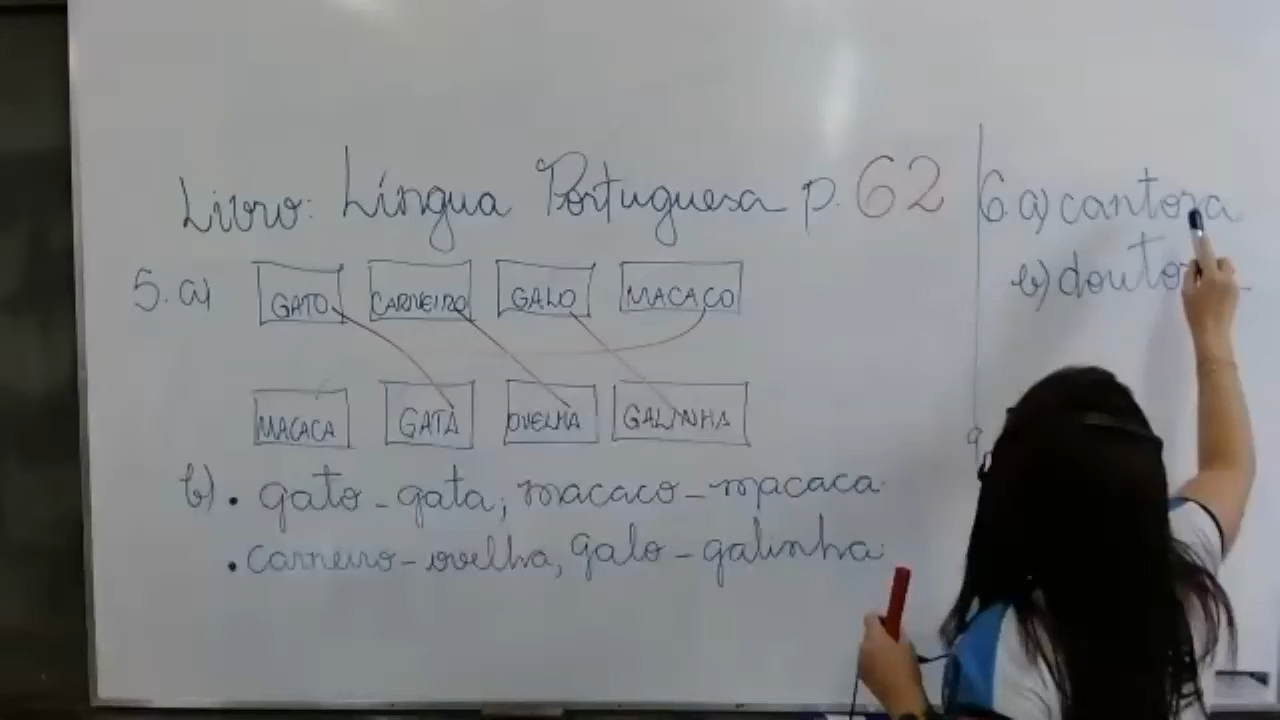 Livro: Língua Portuguesa p. 62
5. a) GATO CARNEIRO GALO MACACO
MACACA GATA OVELHA GALINHA
b) • gato - gata; macaco - macaca
• carneiro - ovelha, galo - galinha
6. a) cantora
b)